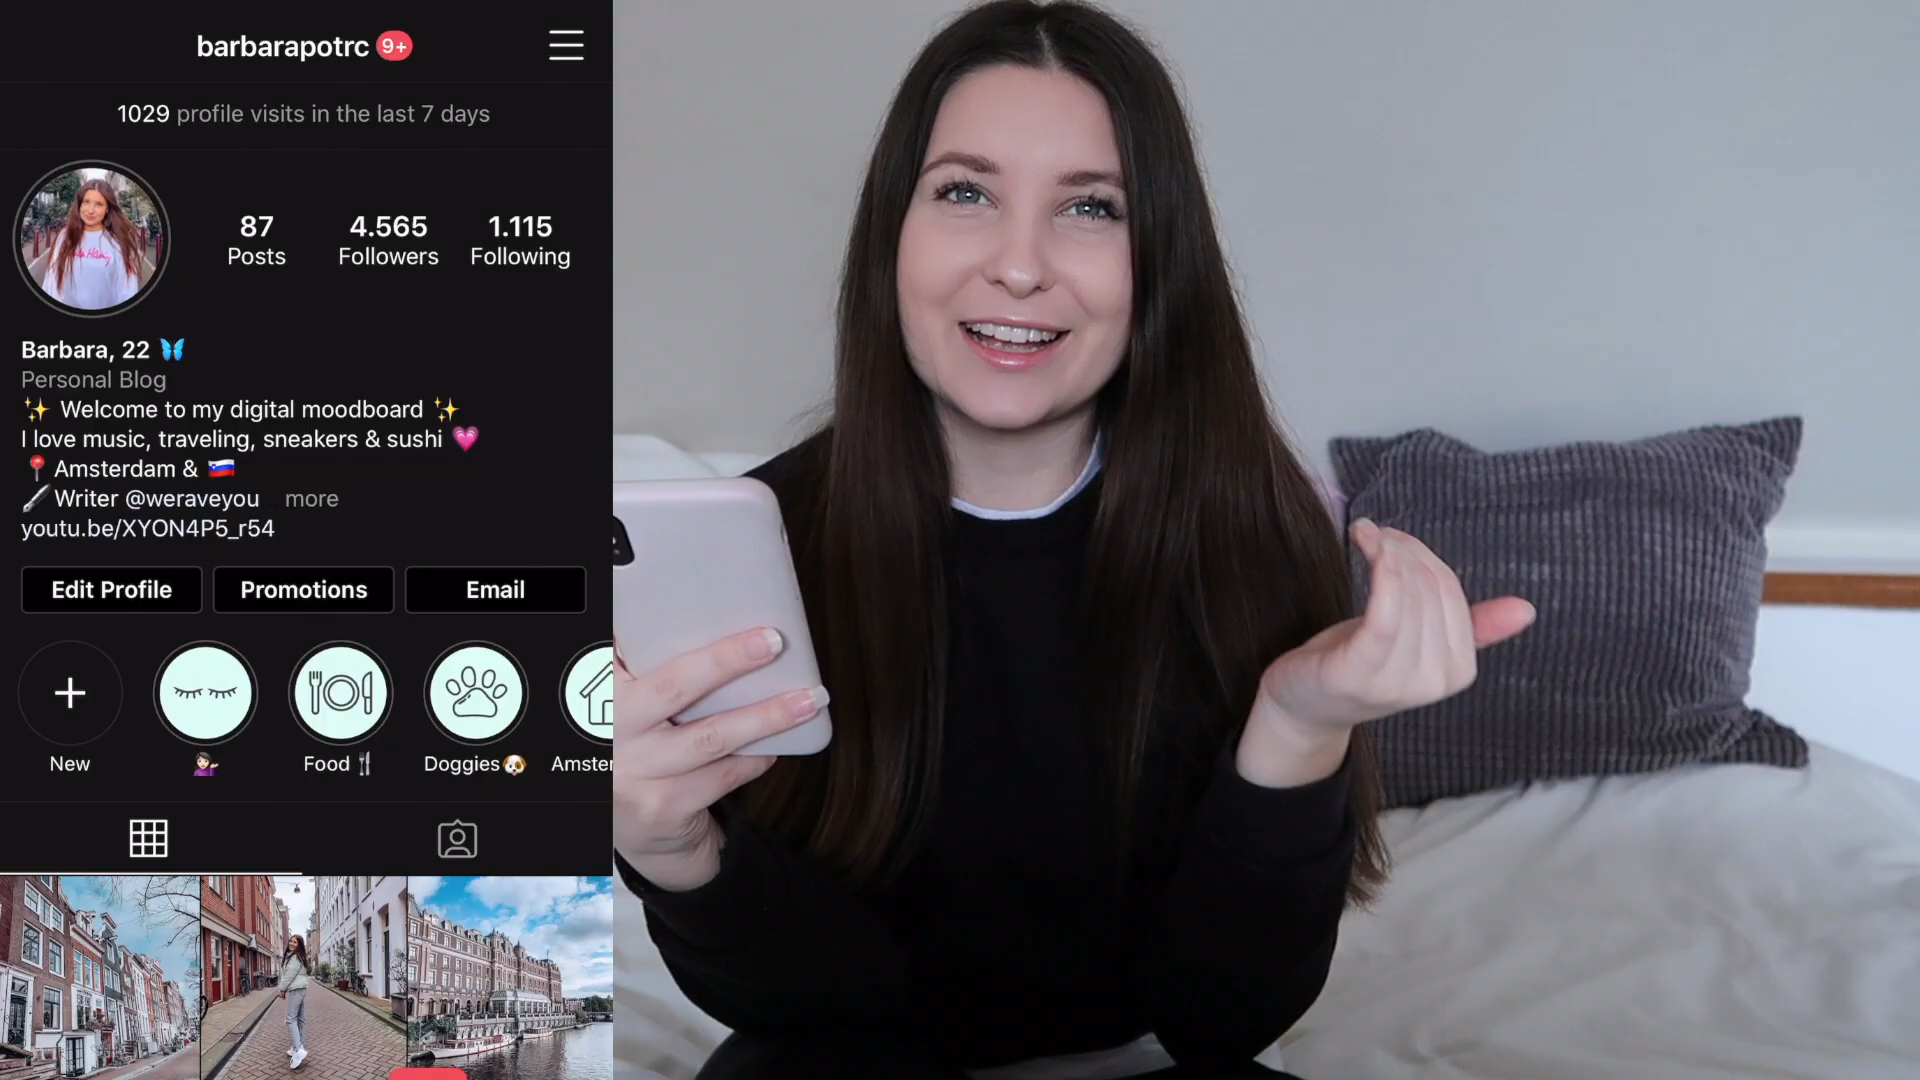 barbarapotrc 9+
1029 profile visits in the last 7 days
87 4.565 1.115
Posts Followers Following
Barbara, 22 🦋
Personal Blog
✨ Welcome to my digital moodboard ✨
I love music, traveling, sneakers & sushi 💗
📍 Amsterdam & 🇸🇮
🖋️ Writer @weraveyou more
youtu.be/XYON4P5_r54
Edit Profile Promotions Email
New 💁🏻‍♀️ Food 🍴 Doggies🐶 Amster